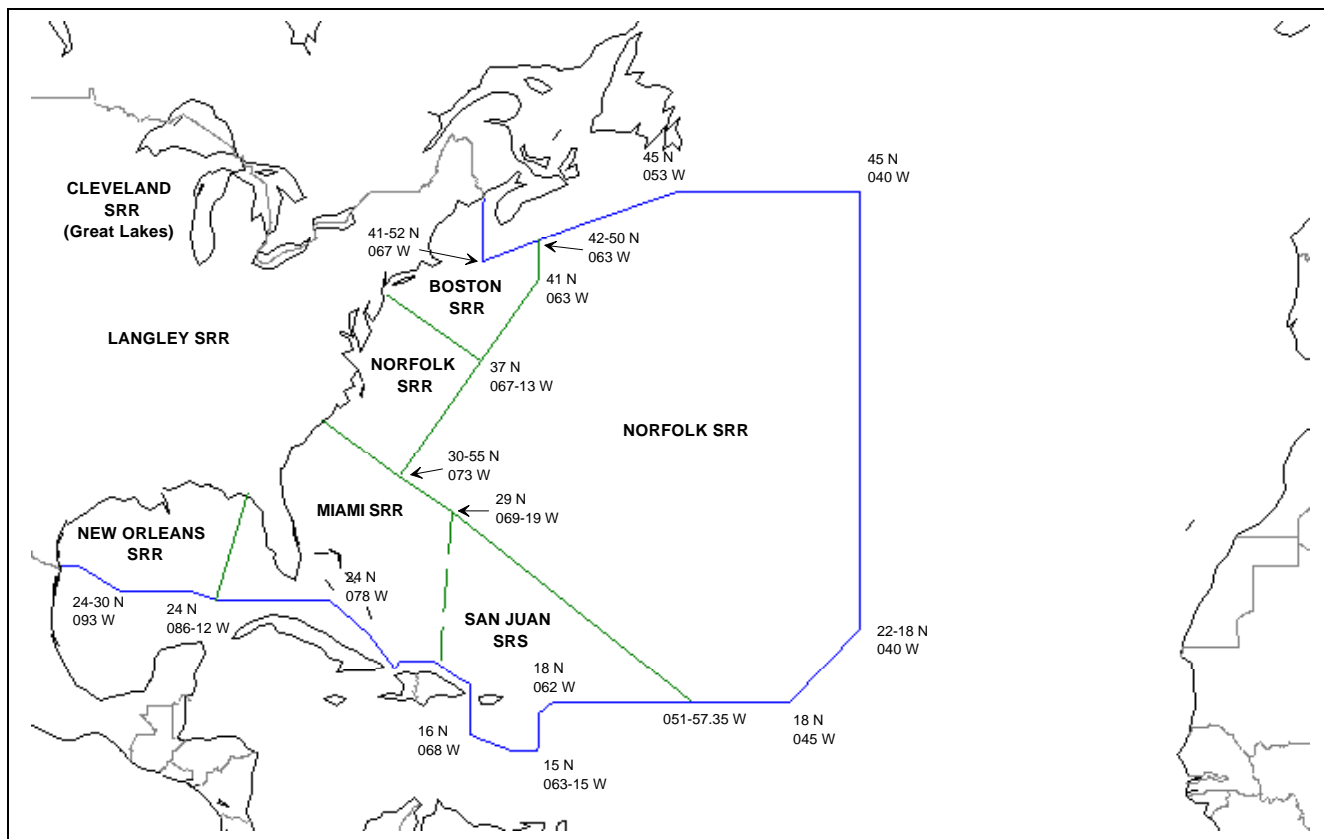 45 N
053 W
45 N
040 W
CLEVELAND
SRR
(Great Lakes)
41-52 N
067 W
42-50 N
063 W
BOSTON
SRR
41 N
063 W
LANGLEY SRR
NORFOLK
SRR
37 N
067-13 W
NORFOLK SRR
30-55 N
073 W
29 N
069-19 W
MIAMI SRR
NEW ORLEANS
SRR
24 N
078 W
24-30 N
093 W
24 N
086-12 W
SAN JUAN
SRS
22-18 N
040 W
18 N
062 W
051-57.35 W
18 N
045 W
16 N
068 W
15 N
063-15 W